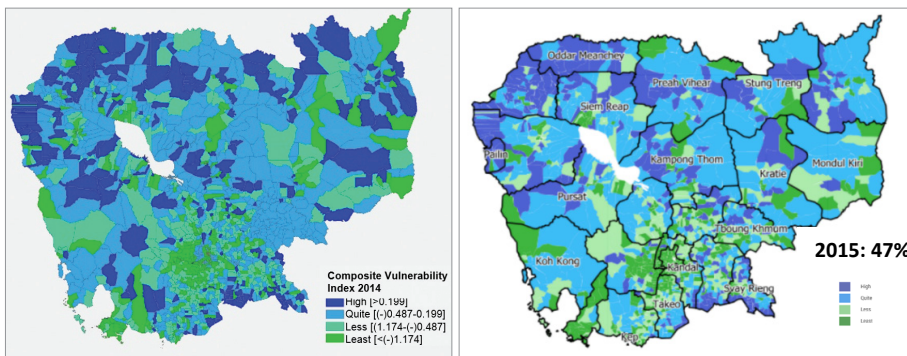 Composite Vulnerability
Index 2014
High [>0.199]
Quite [(-)0.487-0.199]
Less [(1.174-(-)0.487]
Least [<(-)1.174]
Oddar Meanchey
Preah Vihear
Stung Treng
Siem Reap
Pailin
Kampong Thom
Mondul Kiri
Kratie
Pursat
Tboung Khmum
2015: 47%
Koh Kong
Kandal
Svay Rieng
Takeo
Kep
High
Quite
Less
Least